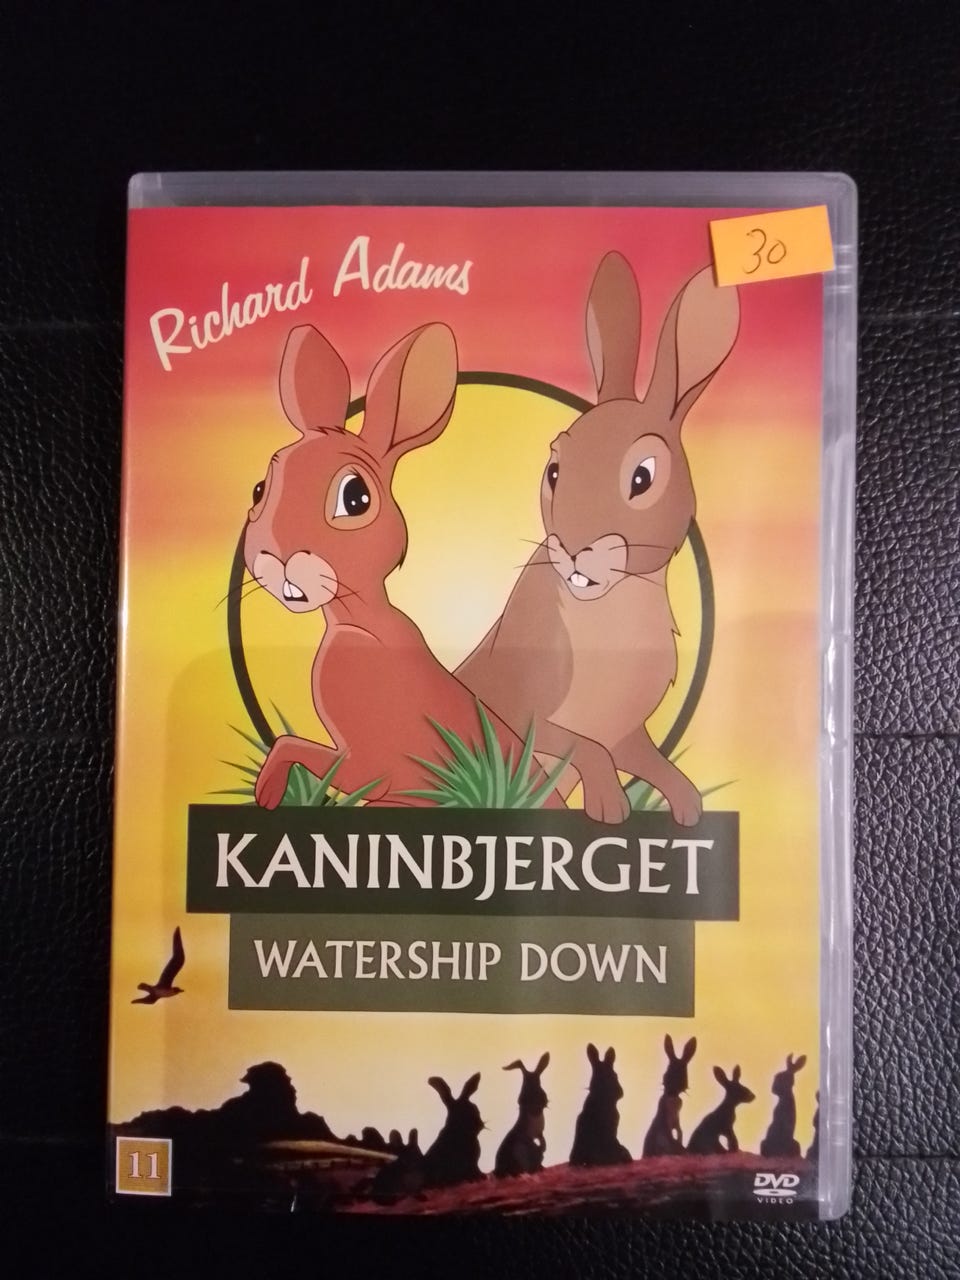 Richard Adams
30
KANINBJERGET
WATERSHIP DOWN
11
DVD
VIDEO